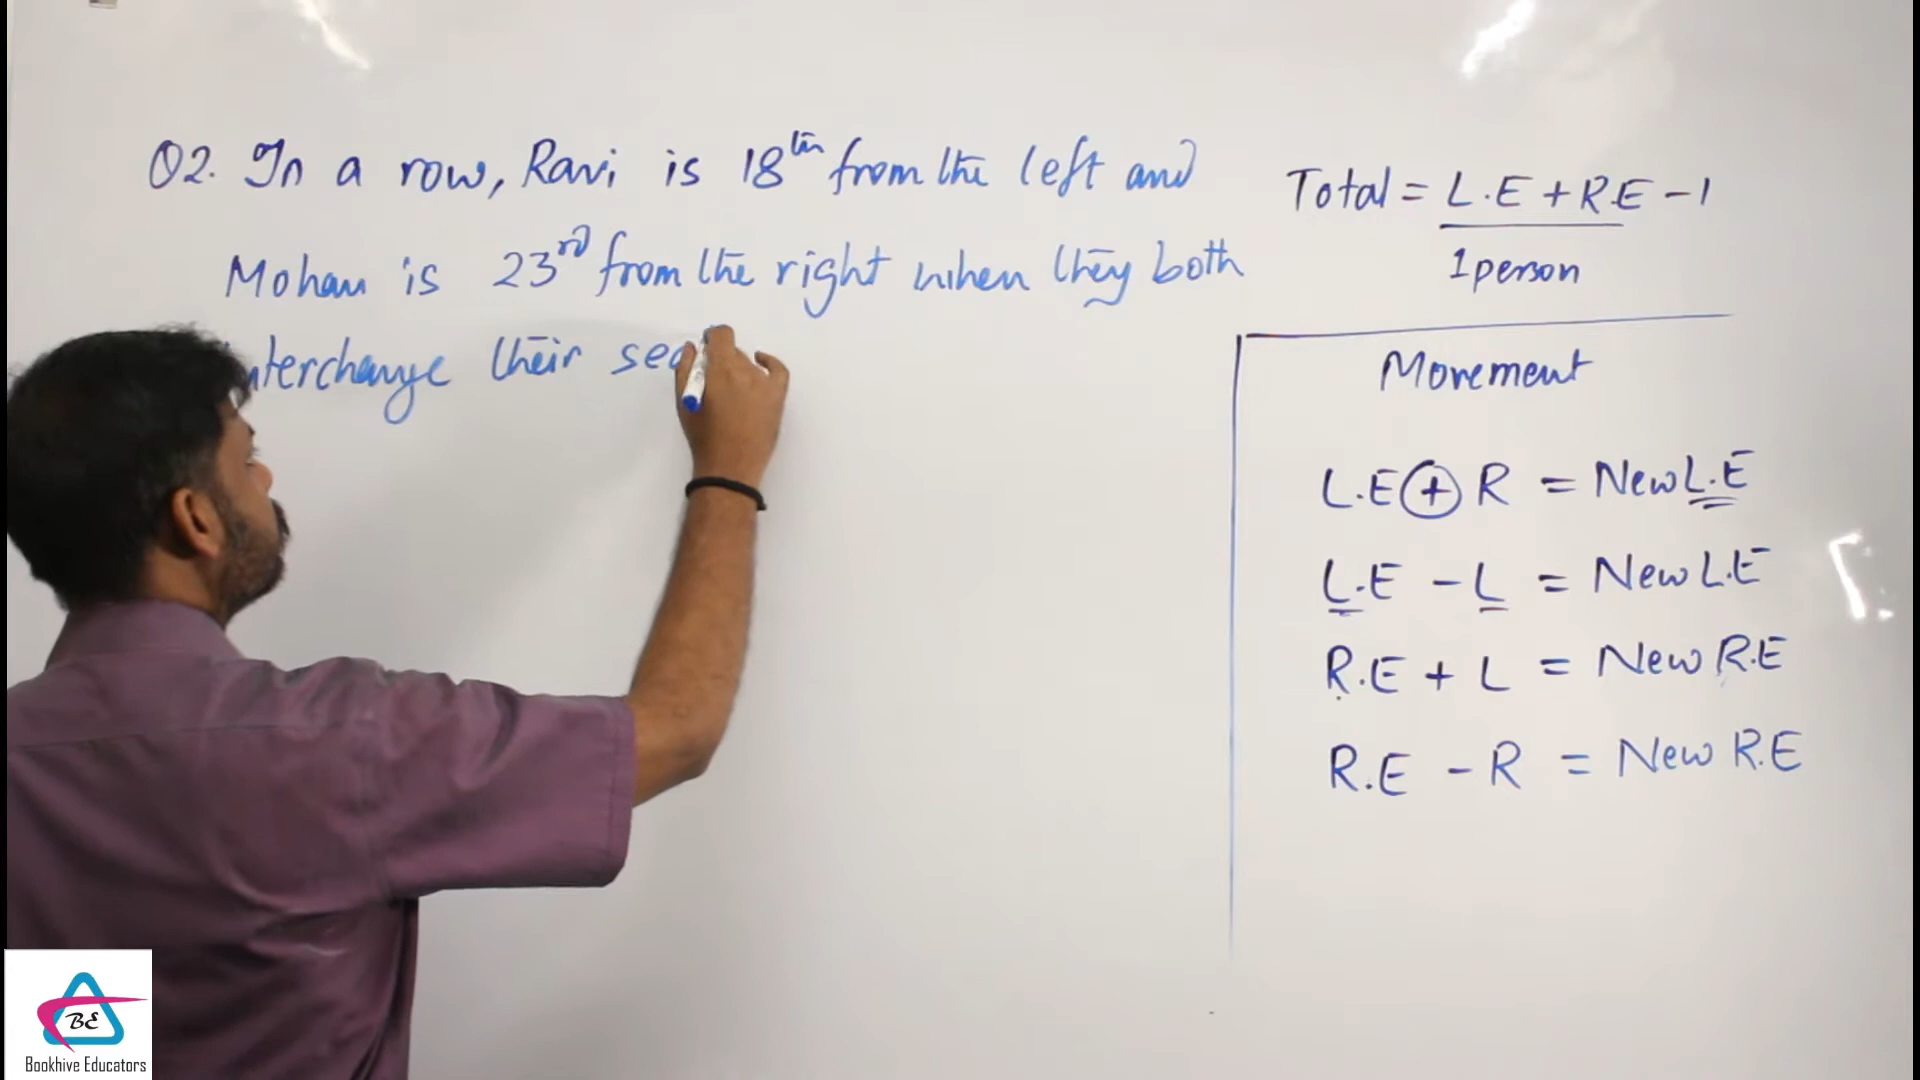 Q2. In a row, Ravi is 18th from the left and
Mohan is 23rd from the right when they both
interchange their
Total = L.E + R.E - 1
1 person
Movement
L.E + R = New L.E
L.E - L = New L.E
R.E + L = New R.E
R.E - R = New R.E
BE
Bookhive Educators